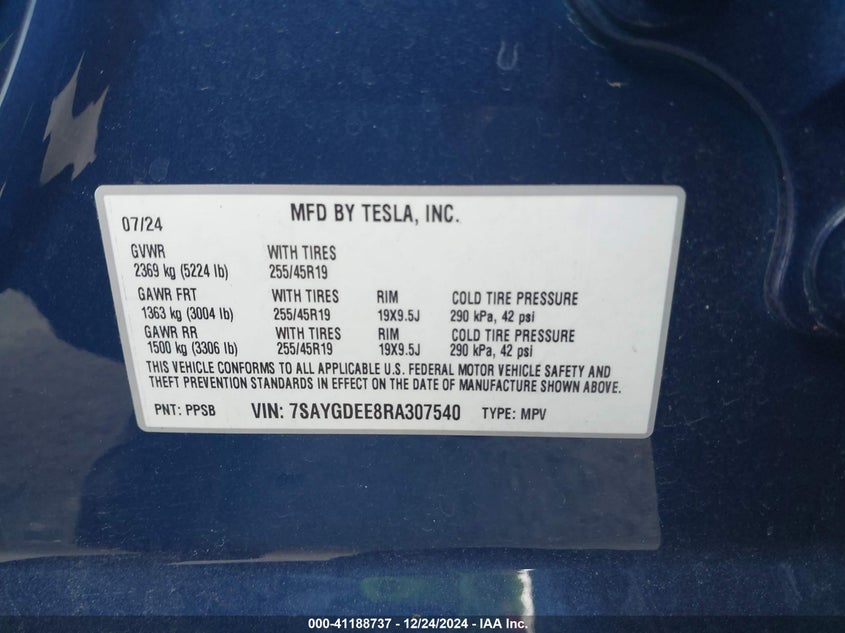 07/24 MFD BY TESLA, INC.
GVWR WITH TIRES
2369 kg (5224 lb) 255/45R19
GAWR FRT WITH TIRES RIM COLD TIRE PRESSURE
1363 kg (3004 lb) 255/45R19 19X9.5J 290 kPa, 42 psi
GAWR RR WITH TIRES RIM COLD TIRE PRESSURE
1500 kg (3306 lb) 255/45R19 19X9.5J 290 kPa, 42 psi
THIS VEHICLE CONFORMS TO ALL APPLICABLE U.S. FEDERAL MOTOR VEHICLE SAFETY AND
THEFT PREVENTION STANDARDS IN EFFECT ON THE DATE OF MANUFACTURE SHOWN ABOVE.
PNT: PPSB VIN: 7SAYGDEE8RA307540 TYPE: MPV
000-41188737 - 12/24/2024 - IAA